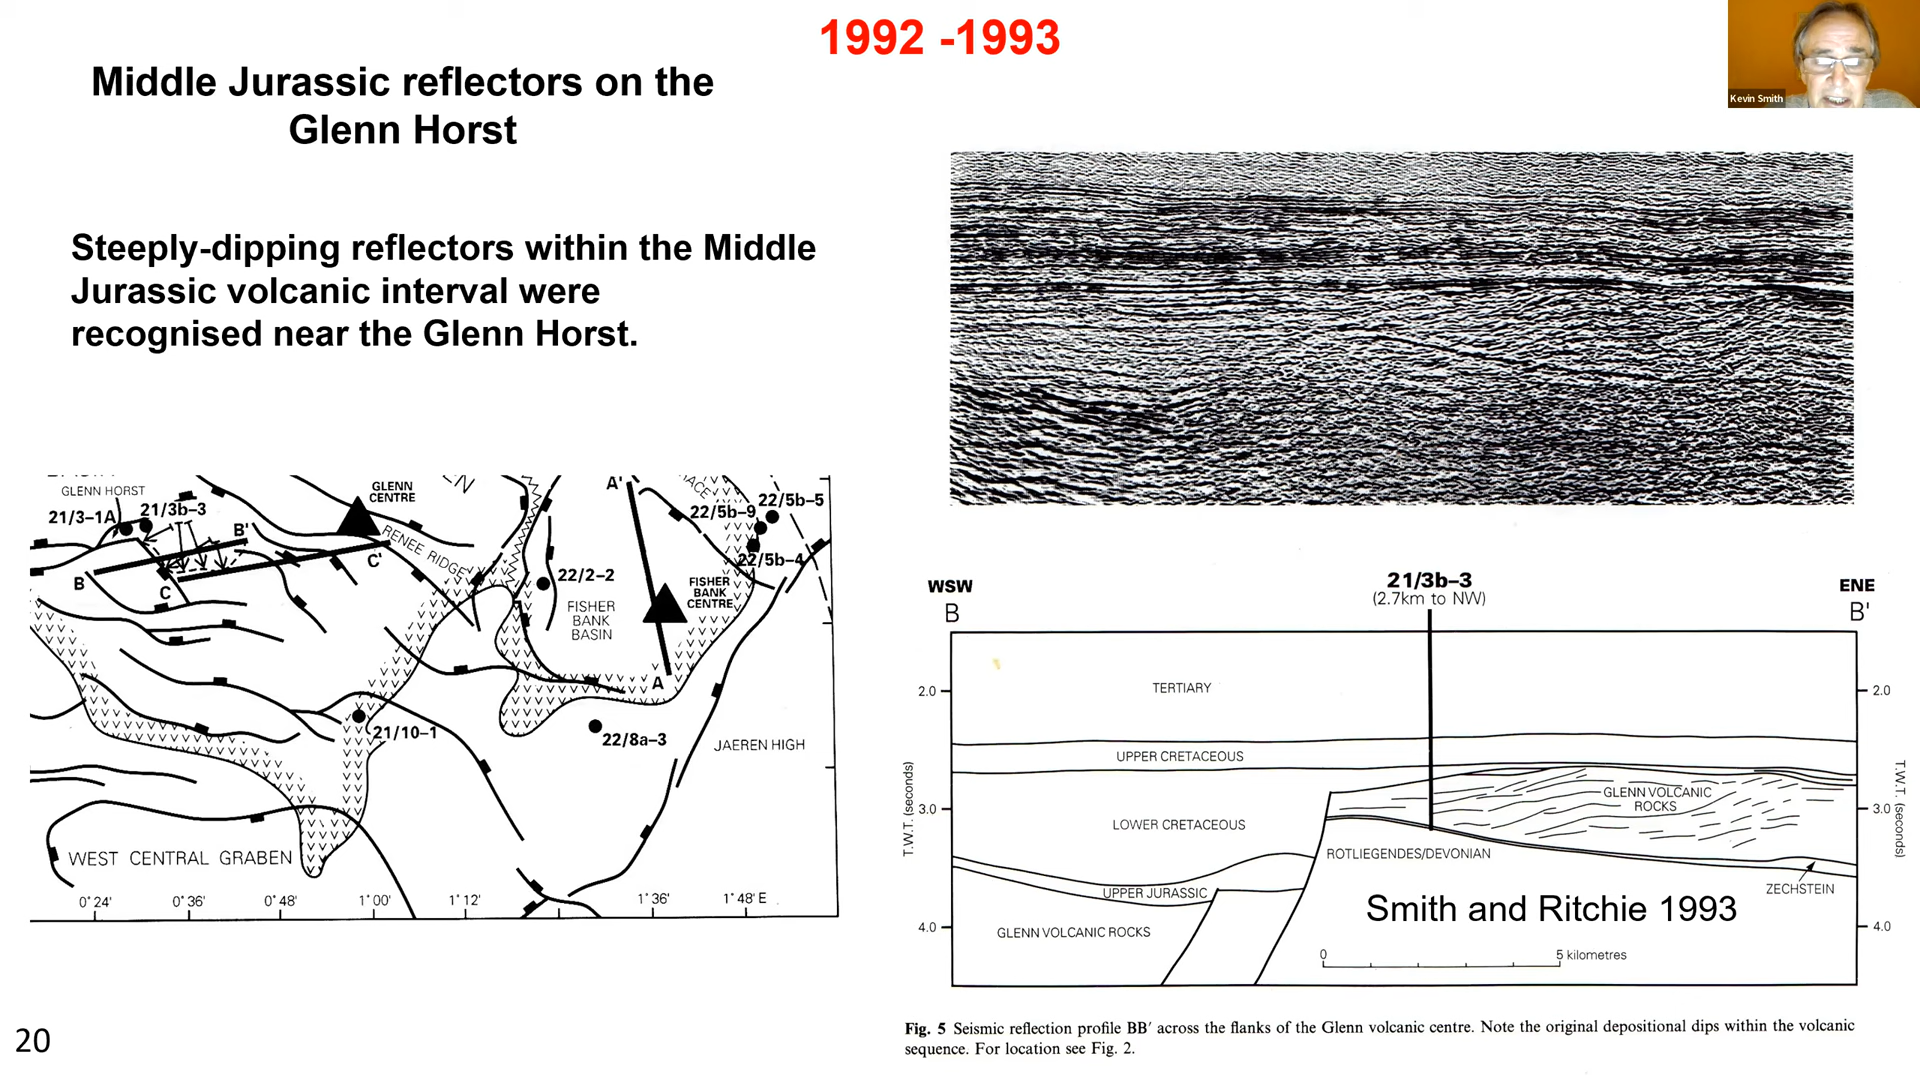 1992 -1993
Middle Jurassic reflectors on the
Glenn Horst
Kevin Smith
Steeply-dipping reflectors within the Middle
Jurassic volcanic interval were
recognised near the Glenn Horst.
GLENN HORST
21/3–1A
21/3b–3
GLENN
CENTRE
A'
22/5b–5
22/5b–9
B'
RENEE RIDGE
22/5b–4
C'
B
C
22/2–2
FISHER
BANK
CENTRE
FISHER
BANK
BASIN
A
21/10–1
22/8a–3
JAEREN HIGH
WEST CENTRAL GRABEN
0° 24'
0° 36'
0° 48'
1° 00'
1° 12'
1° 36'
1° 48' E
WSW
B
21/3b–3
(2.7km to NW)
ENE
B'
TERTIARY
2.0
2.0
UPPER CRETACEOUS
GLENN VOLCANIC
ROCKS
3.0
3.0
T.W.T. (seconds)
T.W.T. (seconds)
LOWER CRETACEOUS
ROTLIEGENDES/DEVONIAN
ZECHSTEIN
UPPER JURASSIC
Smith and Ritchie 1993
4.0
4.0
GLENN VOLCANIC ROCKS
0
5 kilometres
Fig. 5 Seismic reflection profile BB′ across the flanks of the Glenn volcanic centre. Note the original depositional dips within the volcanic
sequence. For location see Fig. 2.
20